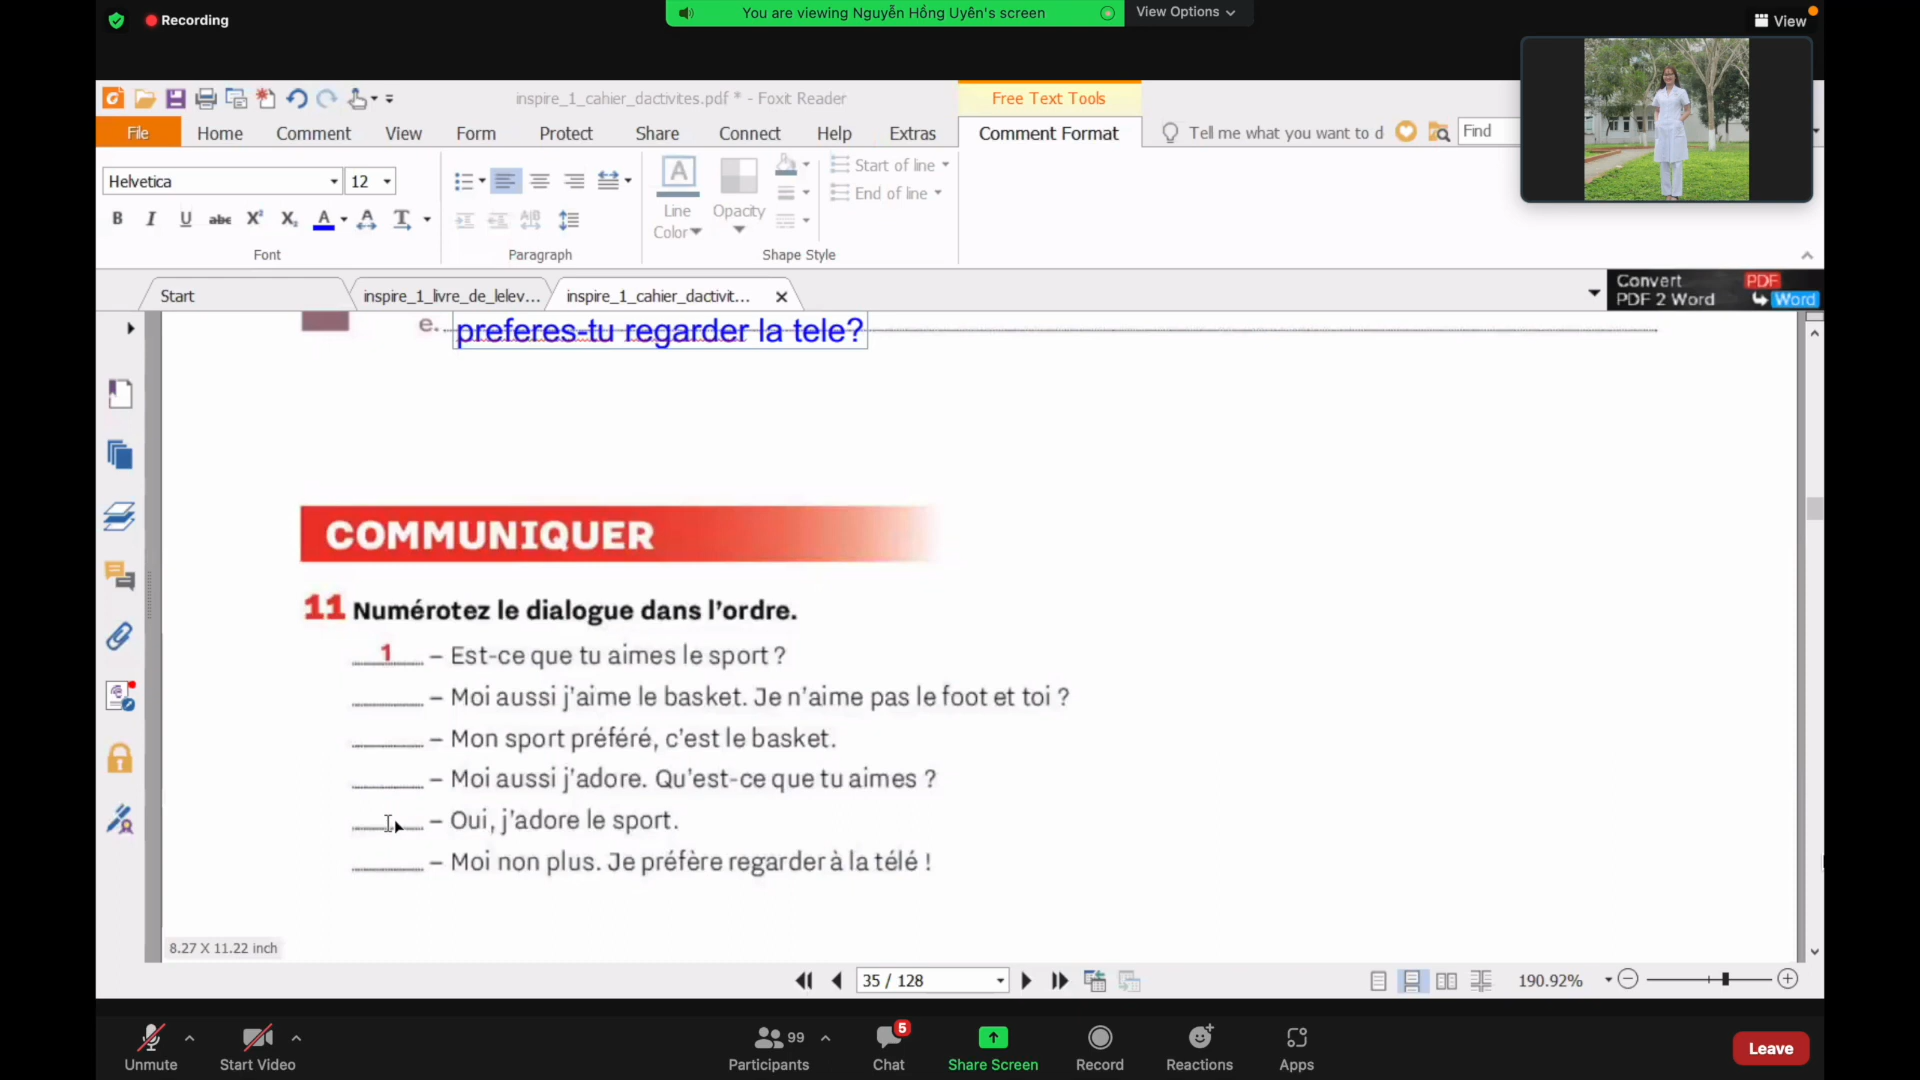 Recording
You are viewing Nguyễn Hồng Uyên's screen
View Options
View
inspire_1_cahier_dactivites.pdf * - Foxit Reader
Free Text Tools
File
Home
Comment
View
Form
Protect
Share
Connect
Help
Extras
Comment Format
Tell me what you want to d
Find
Helvetica
12
Start of line
End of line
Line
Color
Opacity
Font
Paragraph
Shape Style
Start
inspire_1_livre_de_lelev...
inspire_1_cahier_dactivit...
Convert PDF
PDF 2 Word Word
e. preferes-tu regarder la tele?
COMMUNIQUER
11 Numérotez le dialogue dans l'ordre.
1 – Est-ce que tu aimes le sport ?
– Moi aussi j'aime le basket. Je n'aime pas le foot et toi ?
– Mon sport préféré, c'est le basket.
– Moi aussi j'adore. Qu'est-ce que tu aimes ?
– Oui, j'adore le sport.
– Moi non plus. Je préfère regarder à la télé !
8.27 X 11.22 inch
35 / 128
190.92%
Unmute
Start Video
99
Participants
5
Chat
Share Screen
Record
Reactions
Apps
Leave